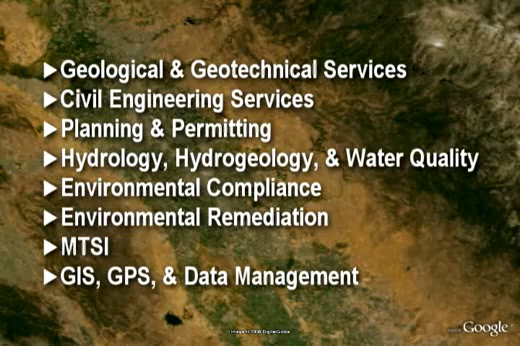 ▶Geological & Geotechnical Services
▶Civil Engineering Services
▶Planning & Permitting
▶Hydrology, Hydrogeology, & Water Quality
▶Environmental Compliance
▶Environmental Remediation
▶MTSI
▶GIS, GPS, & Data Management
Google